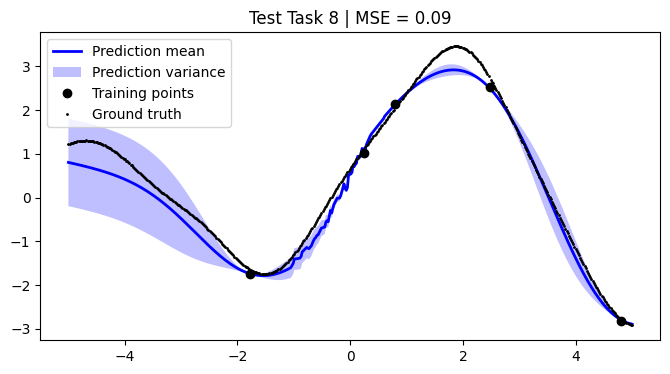 Test Task 8 | MSE = 0.09
Prediction mean
Prediction variance
Training points
Ground truth
3
2
1
0
−1
−2
−3
−4
−2
0
2
4